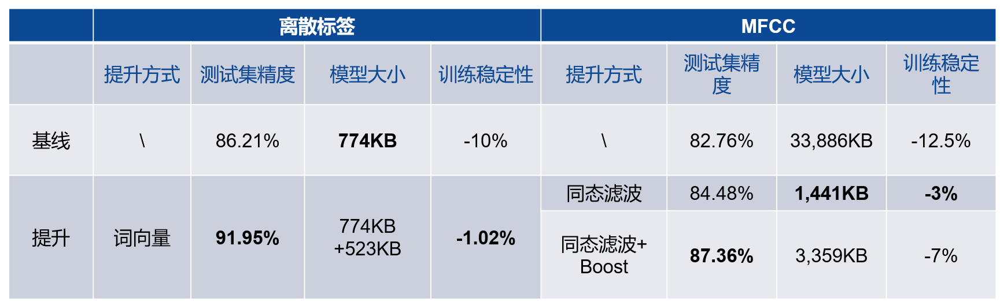 离散标签
MFCC
提升方式
测试集精度
模型大小
训练稳定性
提升方式
测试集精
度
模型大小
训练稳定
性
基线
\
86.21%
774KB
-10%
\
82.76%
33,886KB
-12.5%
提升
词向量
91.95%
774KB
+523KB
-1.02%
同态滤波
84.48%
1,441KB
-3%
同态滤波+
Boost
87.36%
3,359KB
-7%